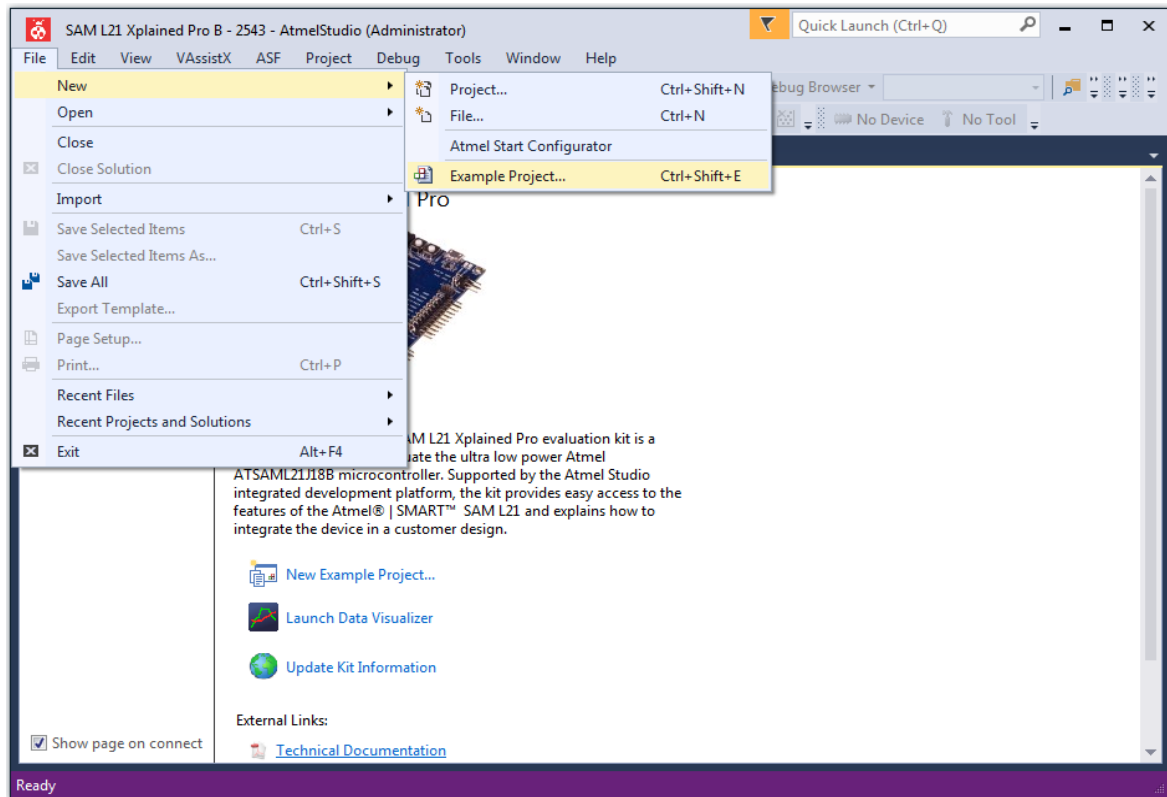 SAM L21 Xplained Pro B - 2543 - AtmelStudio (Administrator)
Quick Launch (Ctrl+Q)
File Edit View VAssistX ASF Project Debug Tools Window Help
New
Open
Close
Close Solution
Import
Save Selected Items Ctrl+S
Save Selected Items As...
Save All Ctrl+Shift+S
Export Template...
Page Setup...
Print... Ctrl+P
Recent Files
Recent Projects and Solutions
Exit Alt+F4
Project... Ctrl+Shift+N
File... Ctrl+N
Atmel Start Configurator
Example Project... Ctrl+Shift+E
Browser
No Device No Tool
Pro
L21 Xplained Pro evaluation kit is a
the ultra low power Atmel
ATSAML21J18B microcontroller. Supported by the Atmel Studio
integrated development platform, the kit provides easy access to the
features of the Atmel® | SMART™ SAM L21 and explains how to
integrate the device in a customer design.
New Example Project...
Launch Data Visualizer
Update Kit Information
External Links:
Technical Documentation
Show page on connect
Ready